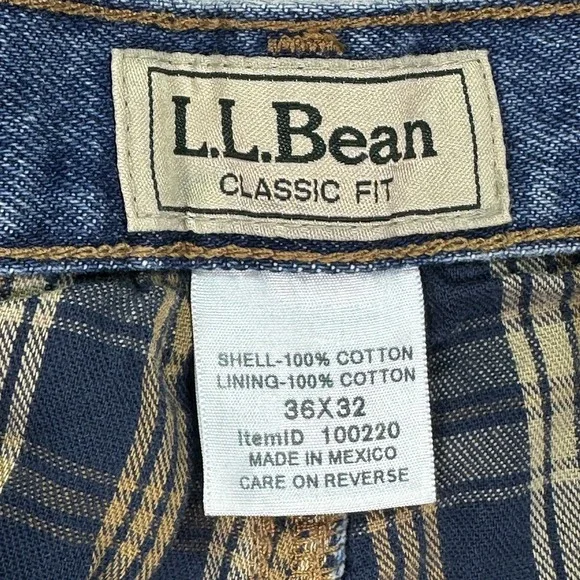 L.L.Bean
CLASSIC FIT
SHELL-100% COTTON
LINING-100% COTTON
36X32
ItemID 100220
MADE IN MEXICO
CARE ON REVERSE